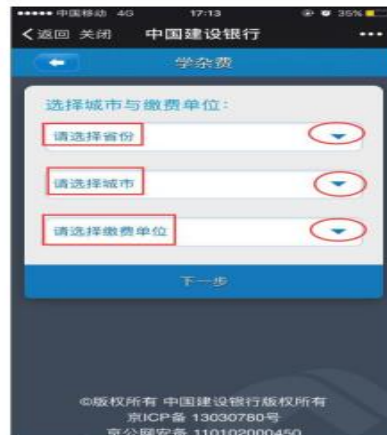 中国移动 4G 17:13 35%
返回 关闭 中国建设银行
学杂费
选择城市与缴费单位：
请选择省份
请选择城市
请选择缴费单位
下一步
©版权所有 中国建设银行版权所有
京ICP备 13030780号
京公网安备 110102000450